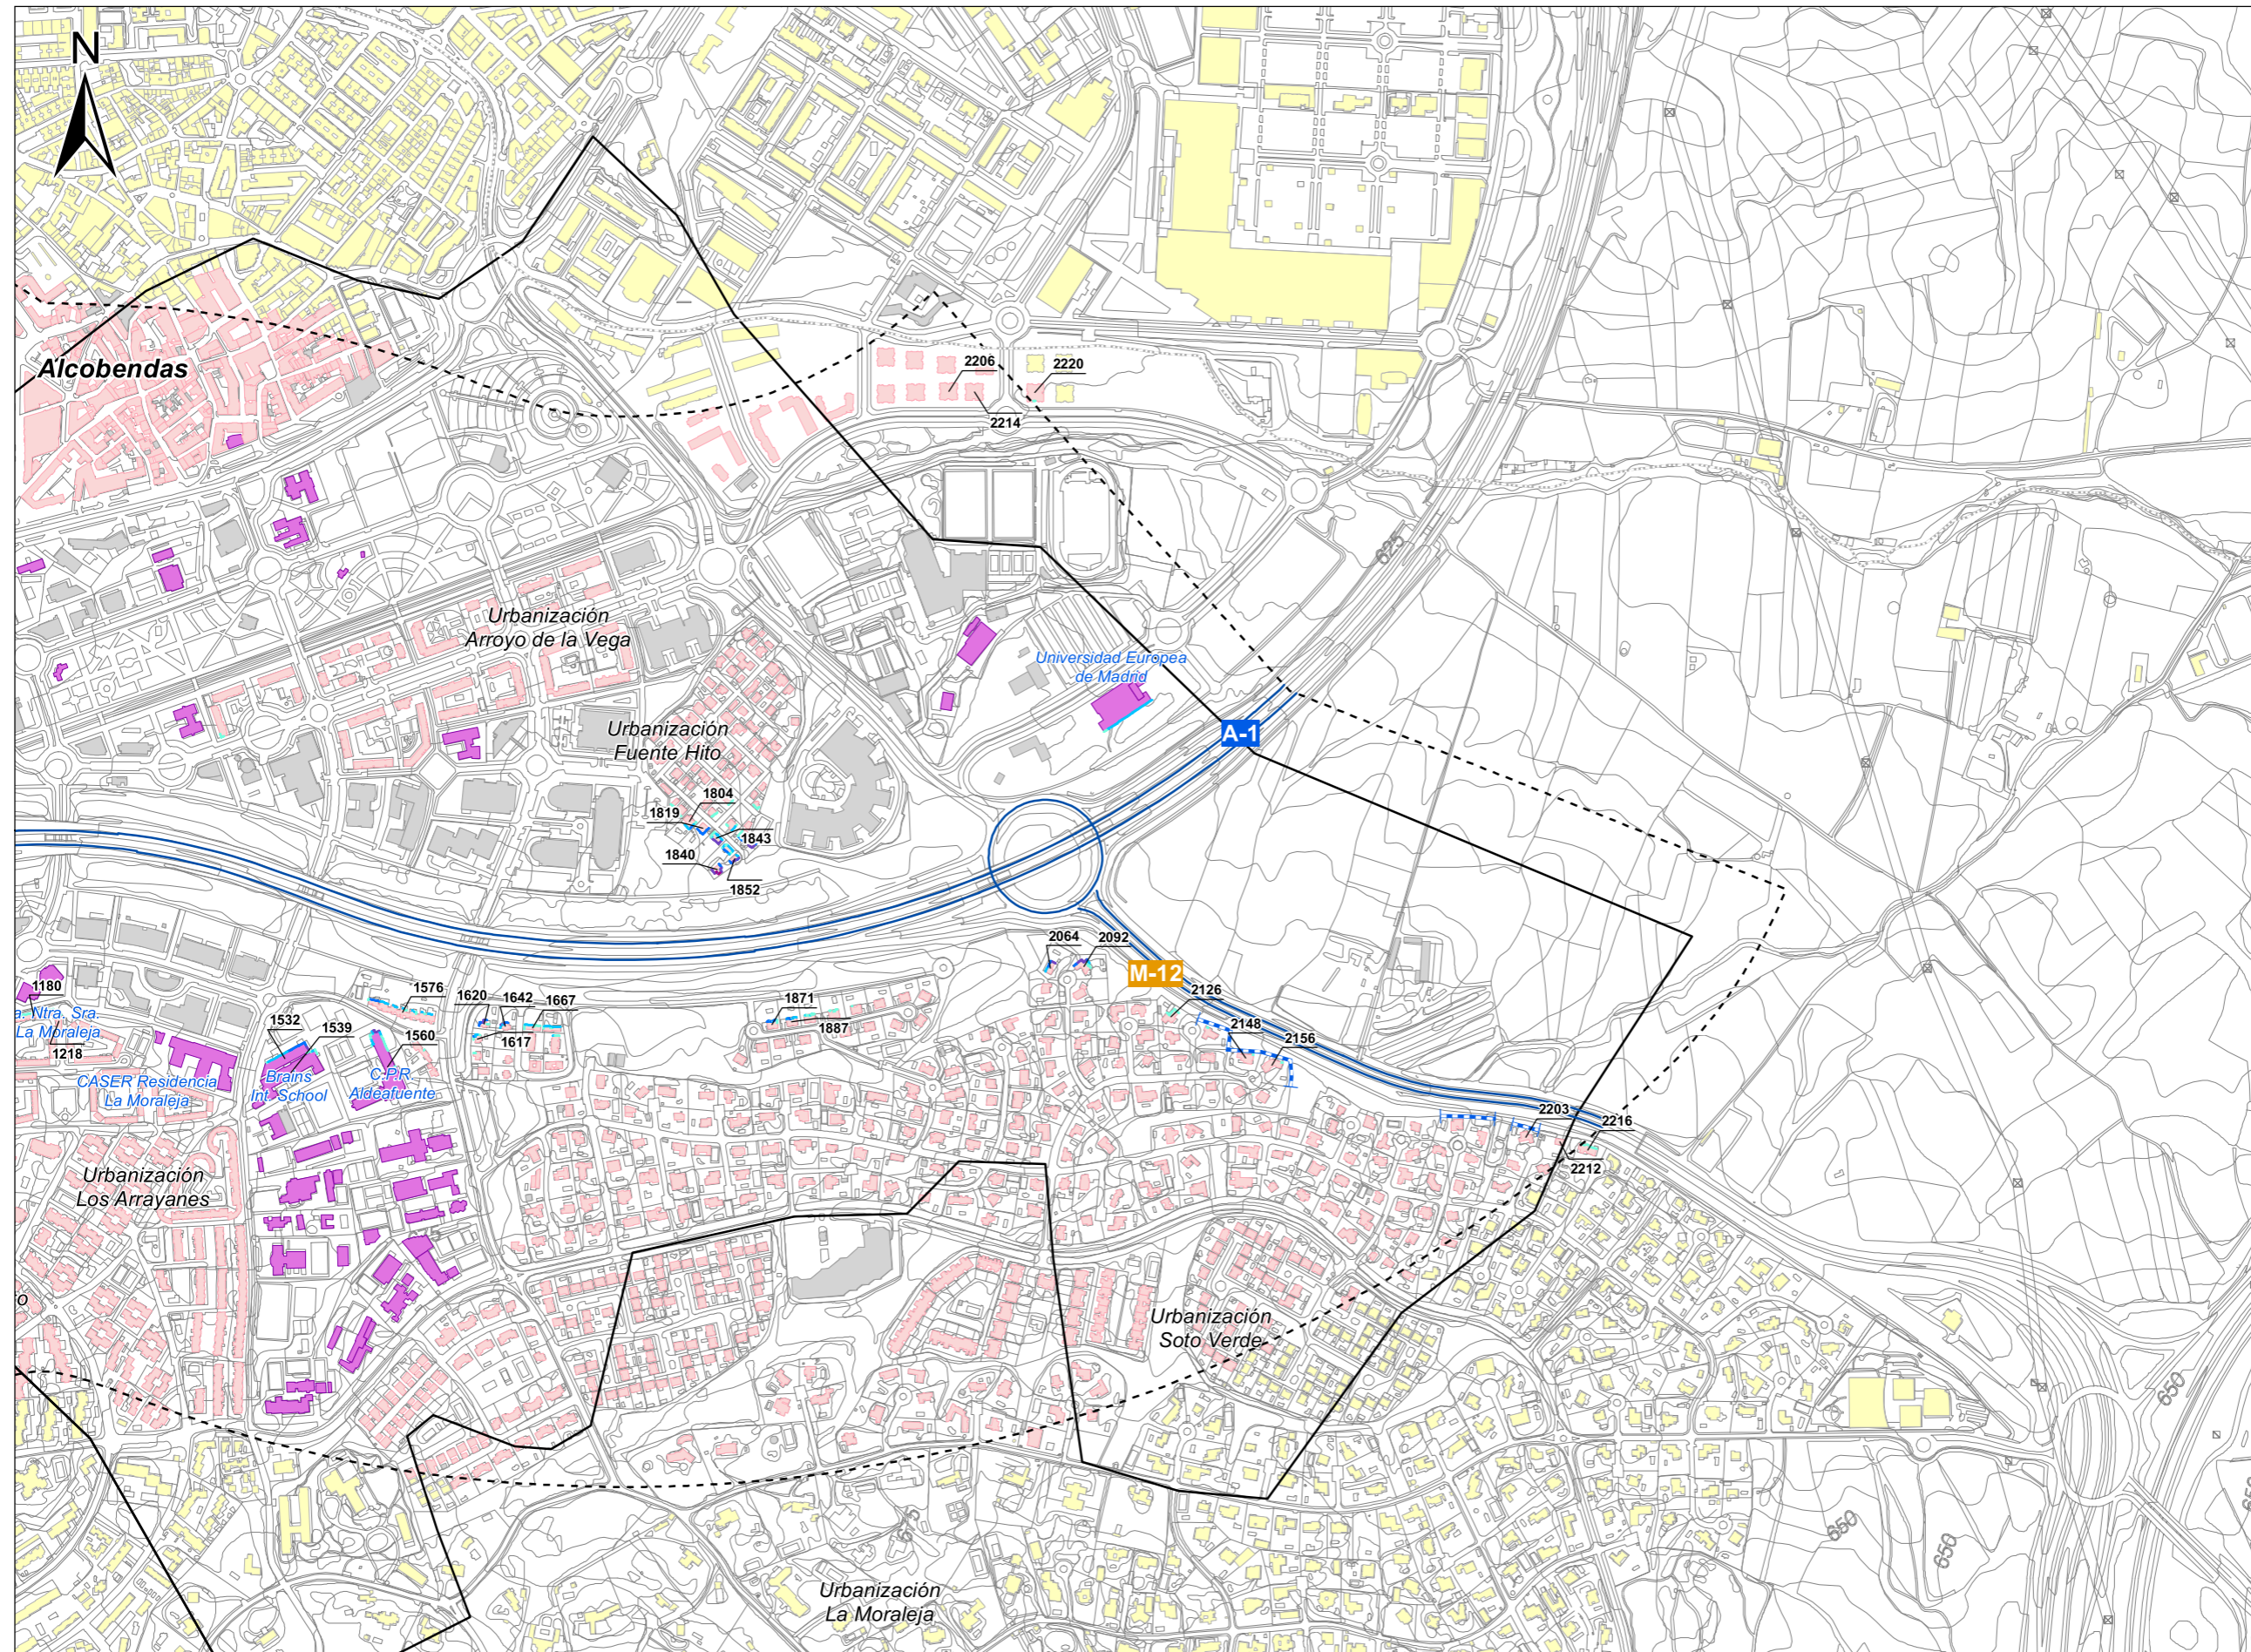 N
Alcobendas
2206
2220
2214
625
Urbanización
Arroyo de la Vega
Universidad Europea
de Madrid
Urbanización
Fuente Hito
A-1
1804
1819
1843
1840
1852
2064
2092
M-12
1180
1576
1620
1642
1667
1871
2126
a. Ntra. Sra.
La Moraleja
1532
1539
1617
1887
2148
2156
1218
1560
CASER Residencia
La Moraleja
Brains
Int. School
C.P.R.
Aldeafuente
2203
2216
2212
Urbanización
Los Arrayanes
o
Urbanización
Soto Verde
650
675
650
650
Urbanización
La Moraleja